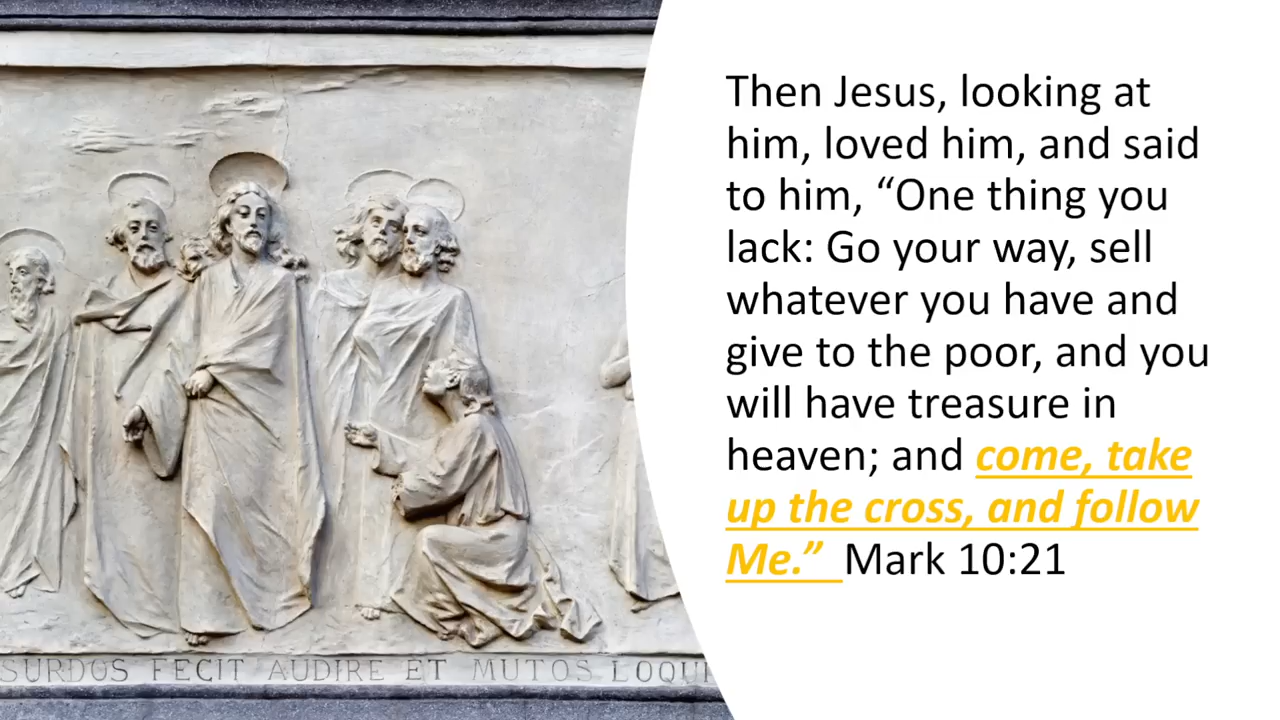 Then Jesus, looking at
him, loved him, and said
to him, “One thing you
lack: Go your way, sell
whatever you have and
give to the poor, and you
will have treasure in
heaven; and come, take
up the cross, and follow
Me.” Mark 10:21
SURDOS FECIT AUDIRE ET MUTOS LOQUI